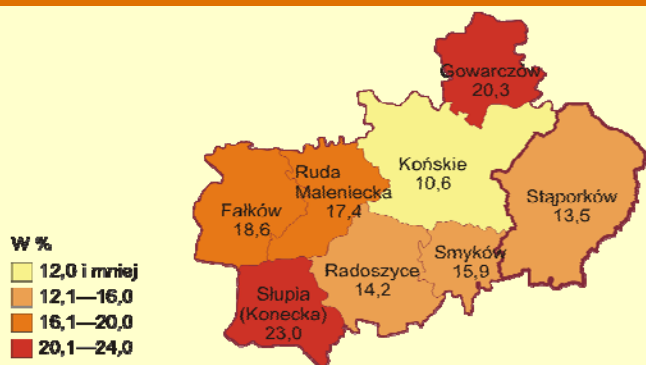 Gowarczów
20,3
Końskie
10,6
Stąporków
13,5
Ruda
Maleniecka
17,4
Fałków
18,6
Smyków
15,9
Radoszyce
14,2
Słupia
(Konecka)
23,0
W %
12,0 i mniej
12,1—16,0
16,1—20,0
20,1—24,0